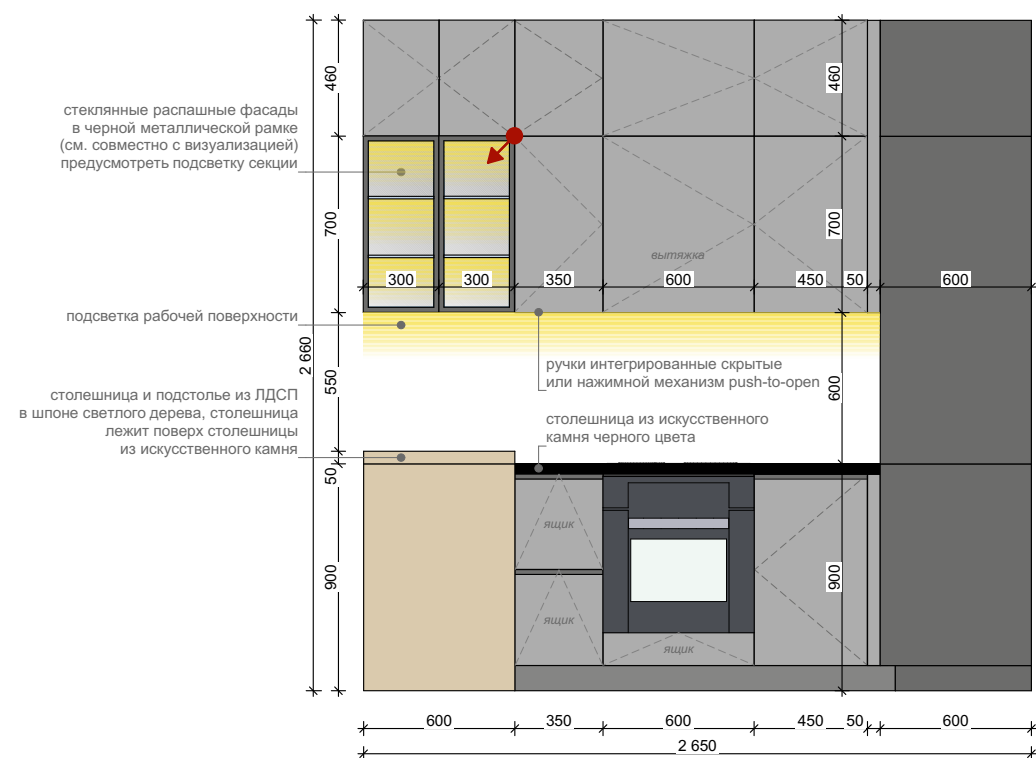 460
460
стеклянные распашные фасады
в черной металлической рамке
(см. совместно с визуализацией)
предусмотреть подсветку секции
700
700
вытяжка
300
300
350
600
450
50
600
подсветка рабочей поверхности
2 660
550
600
ручки интегрированные скрытые
или нажимной механизм push-to-open
столешница и подстолье из ЛДСП
в шпоне светлого дерева, столешница
лежит поверх столешницы
из искусственного камня
столешница из искусственного
камня черного цвета
50
ящик
900
900
ящик
ящик
600
350
600
450
50
600
2 650